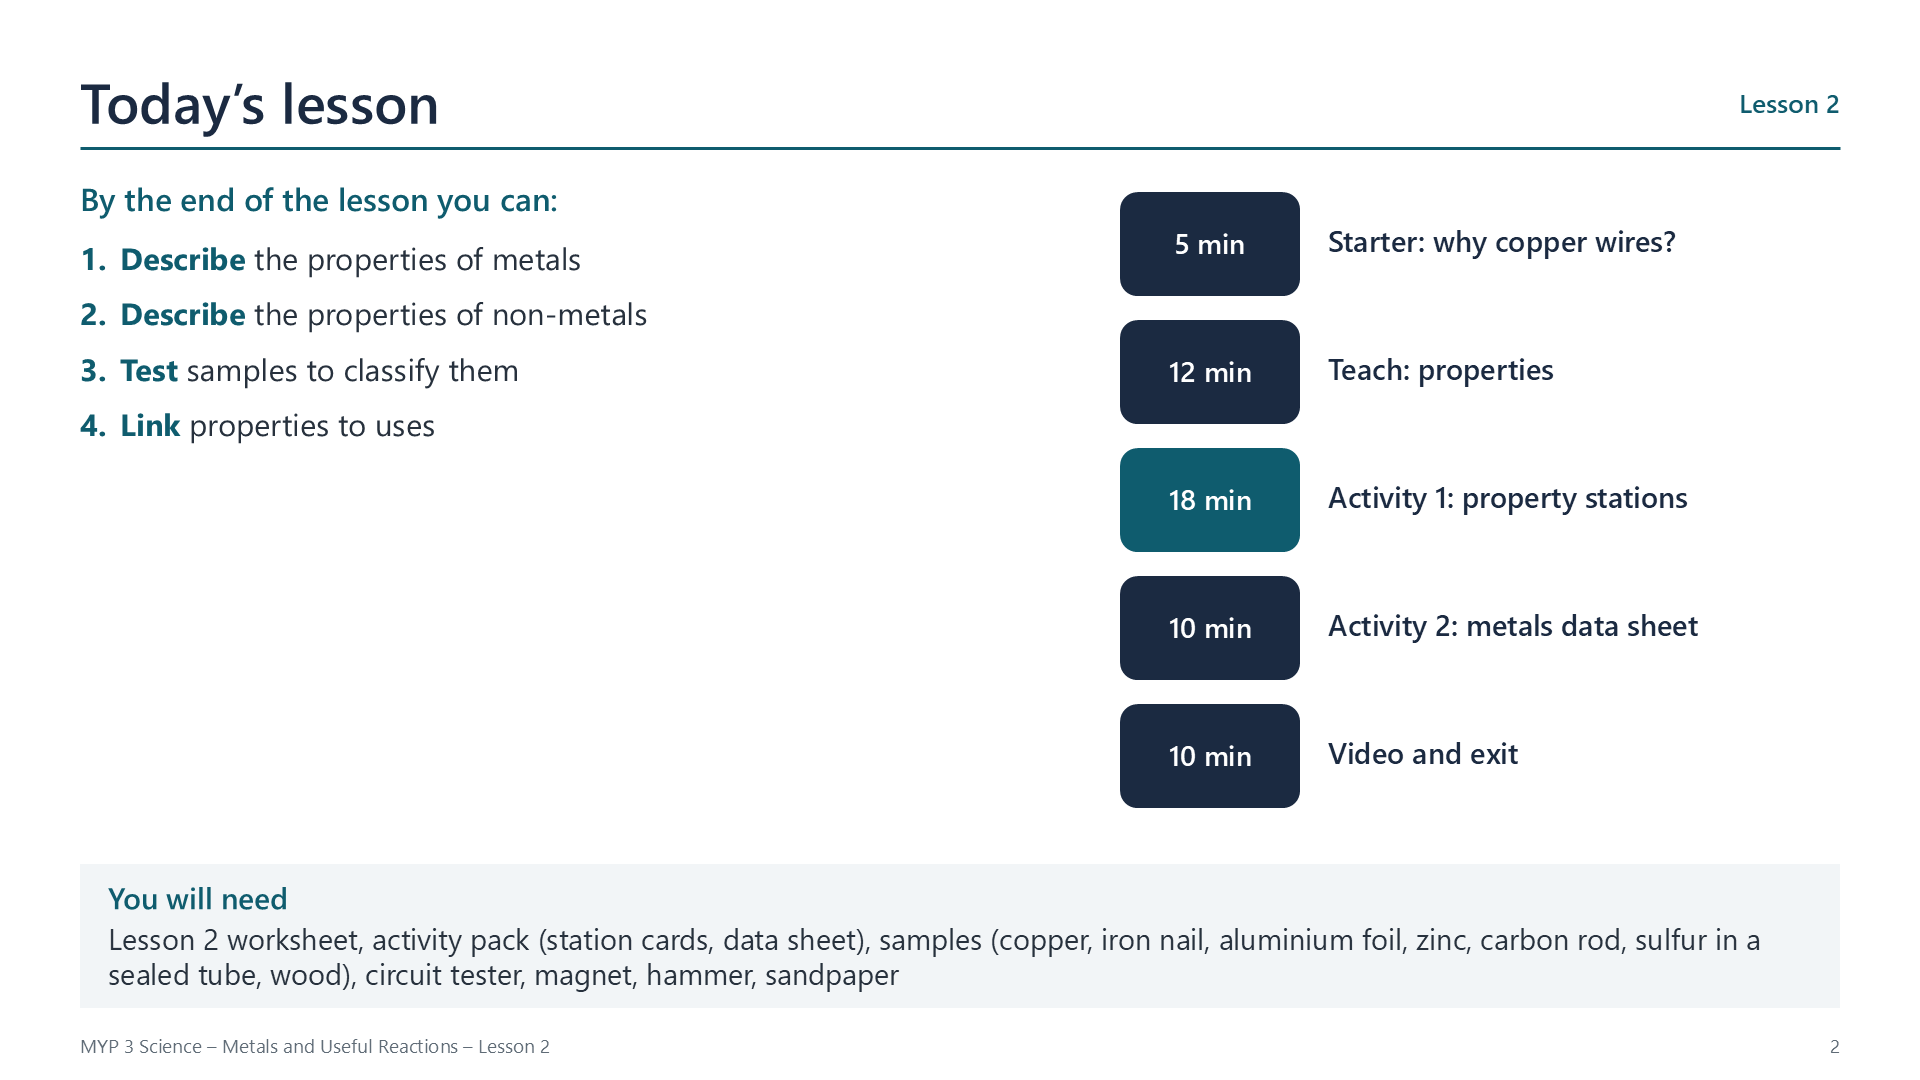 Today’s lesson
Lesson 2
By the end of the lesson you can:
1. Describe the properties of metals
2. Describe the properties of non-metals
3. Test samples to classify them
4. Link properties to uses
5 min
Starter: why copper wires?
12 min
Teach: properties
18 min
Activity 1: property stations
10 min
Activity 2: metals data sheet
10 min
Video and exit
You will need
Lesson 2 worksheet, activity pack (station cards, data sheet), samples (copper, iron nail, aluminium foil, zinc, carbon rod, sulfur in a
sealed tube, wood), circuit tester, magnet, hammer, sandpaper
MYP 3 Science – Metals and Useful Reactions – Lesson 2
2